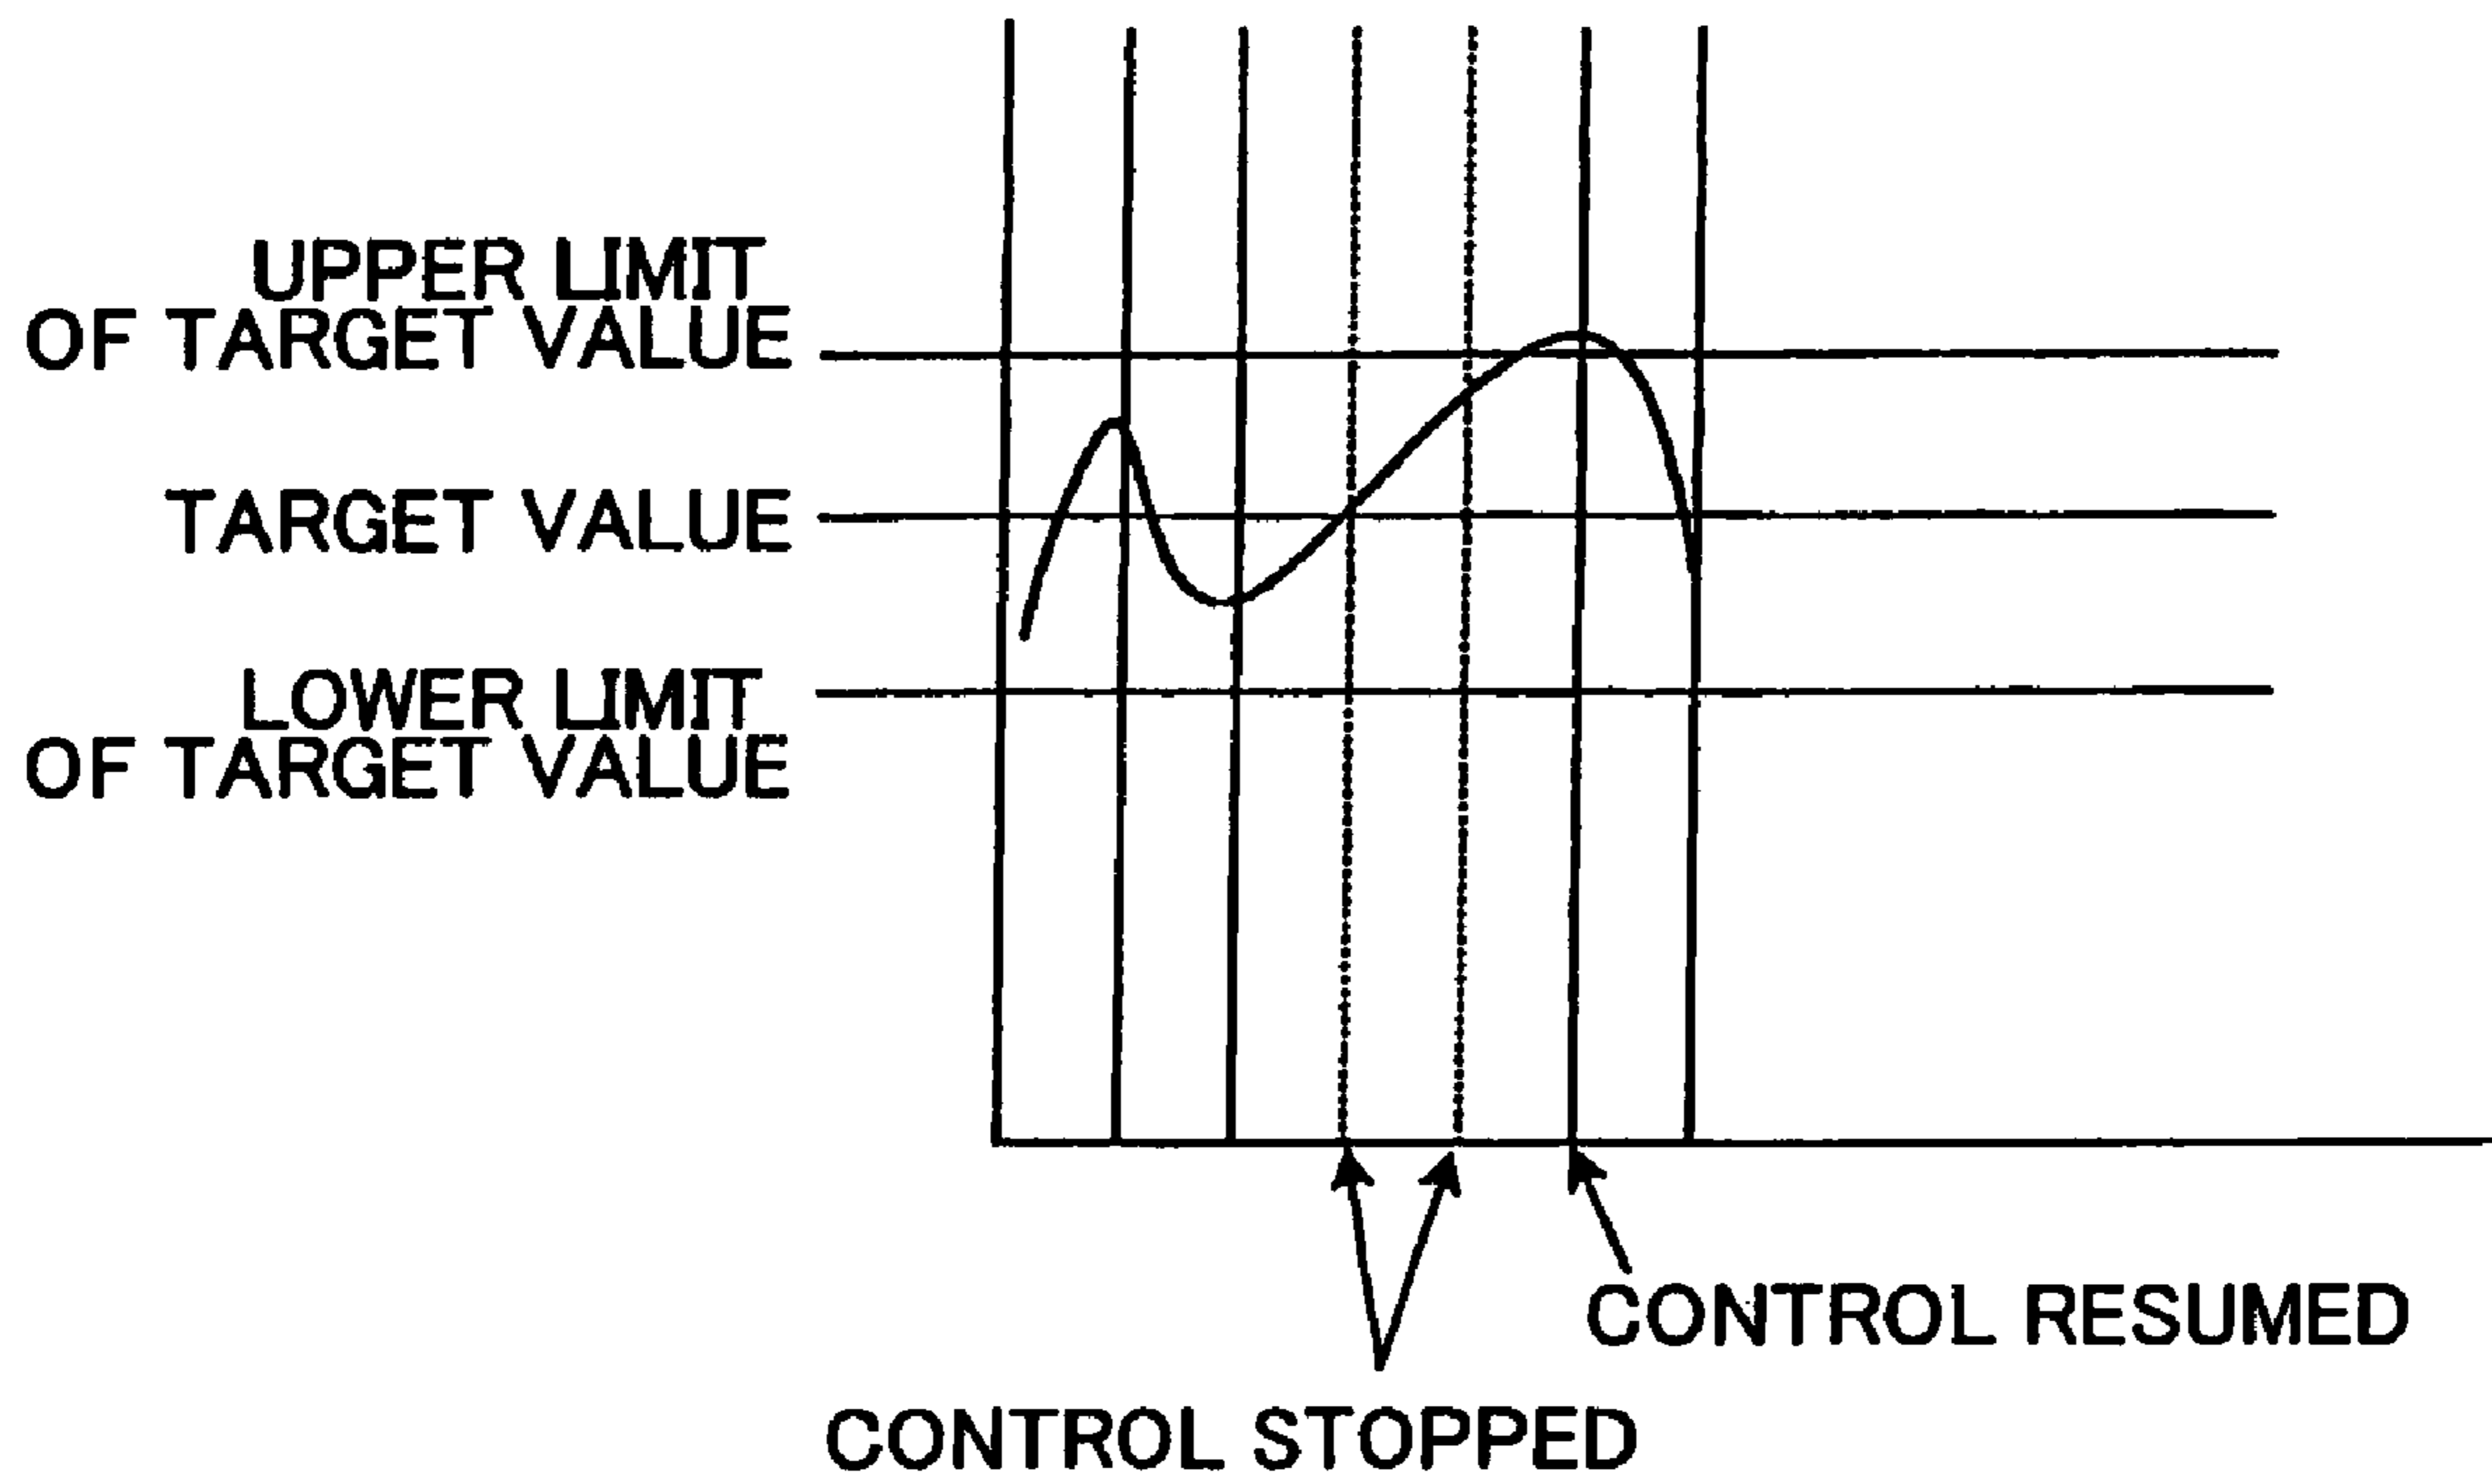 UPPER LIMIT
OF TARGET VALUE
TARGET VALUE
LOWER LIMIT
OF TARGET VALUE
CONTROL RESUMED
CONTROL STOPPED